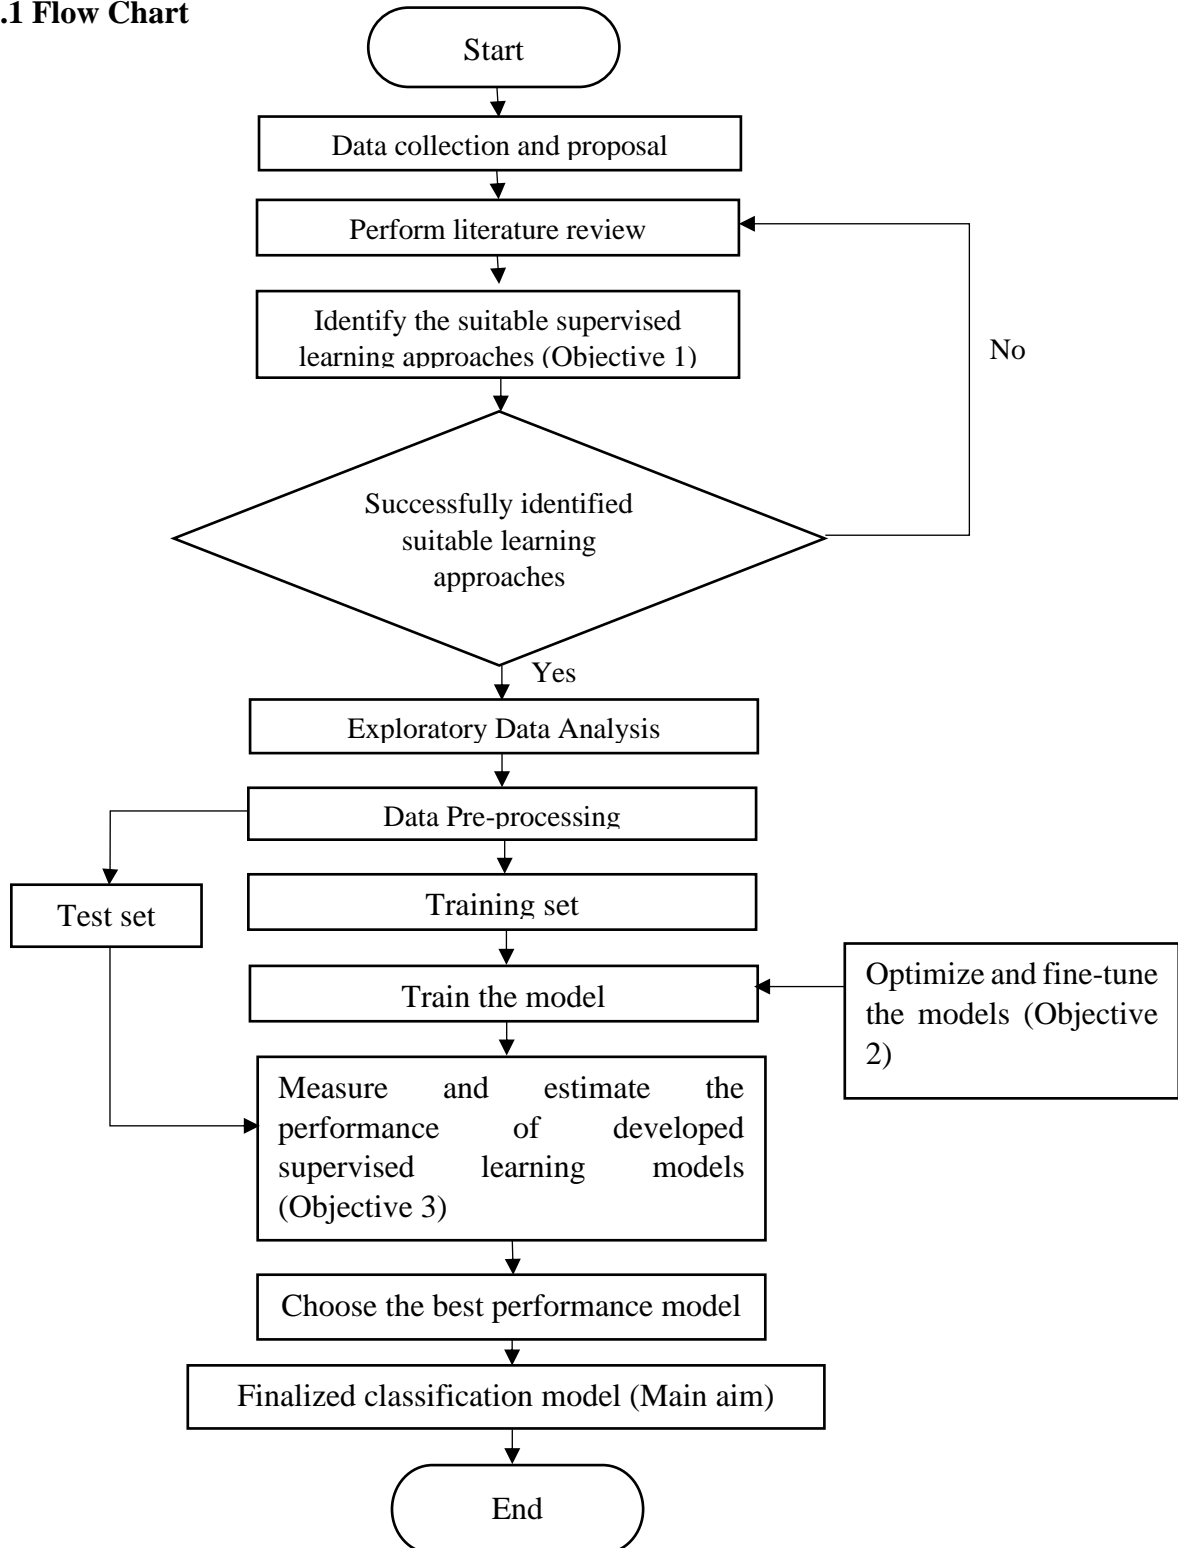 .1 Flow Chart
Start
Data collection and proposal
Perform literature review
Identify the suitable supervised
learning approaches (Objective 1)
No
Successfully identified
suitable learning
approaches
Yes
Exploratory Data Analysis
Data Pre-processing
Test set
Training set
Train the model
Optimize and fine-tune
the models (Objective
2)
Measure and estimate the
performance of developed
supervised learning models
(Objective 3)
Choose the best performance model
Finalized classification model (Main aim)
End